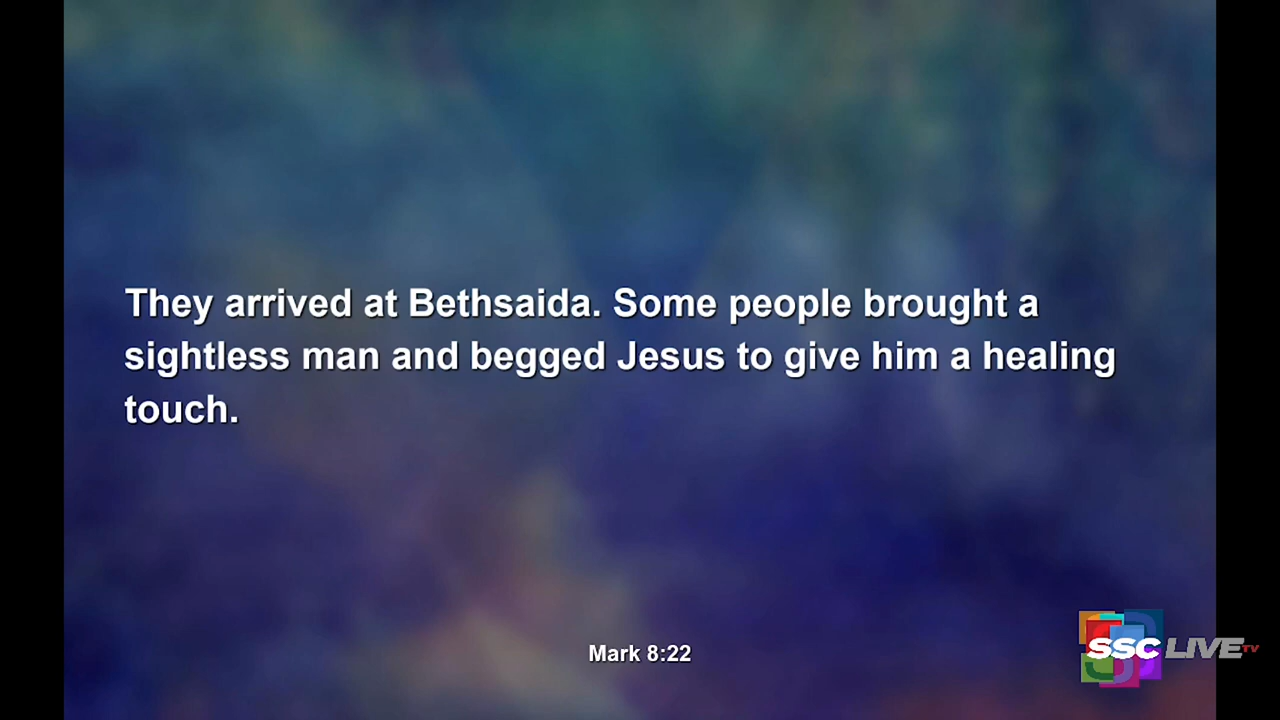 They arrived at Bethsaida. Some people brought a
sightless man and begged Jesus to give him a healing
touch.
Mark 8:22
SSC LIVE TV